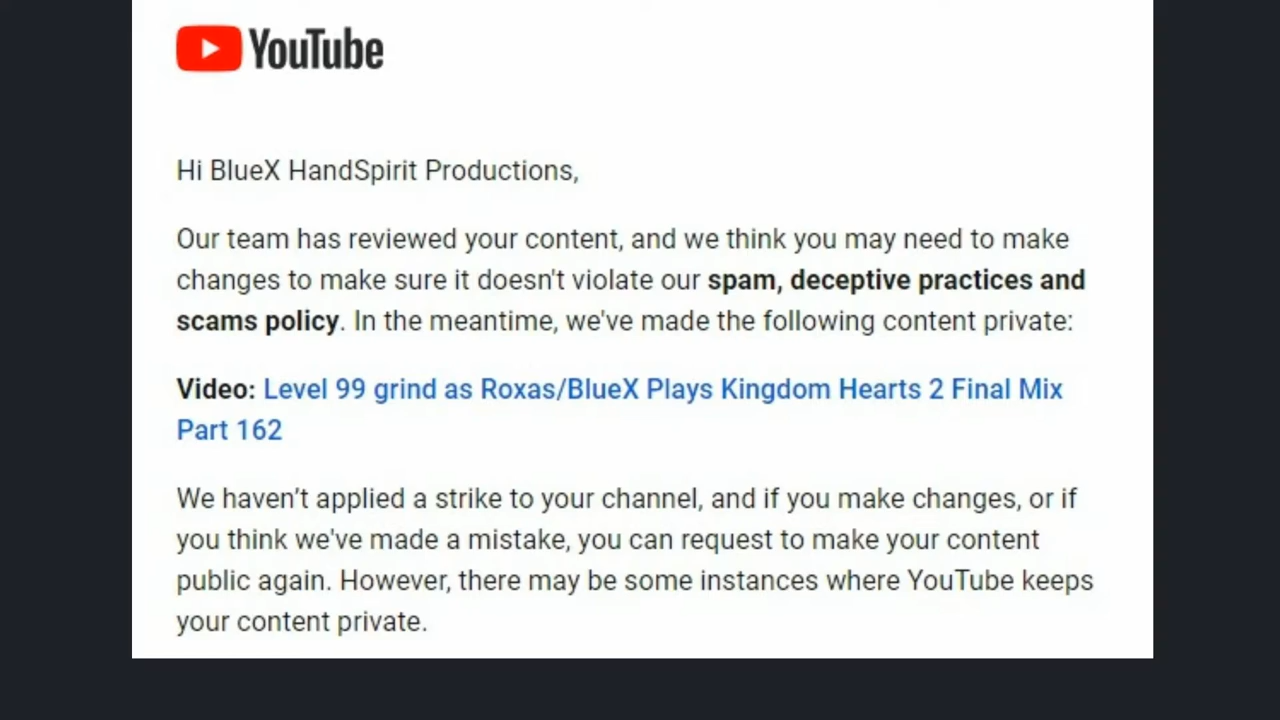 YouTube
Hi BlueX HandSpirit Productions,
Our team has reviewed your content, and we think you may need to make
changes to make sure it doesn't violate our spam, deceptive practices and
scams policy. In the meantime, we've made the following content private:
Video: Level 99 grind as Roxas/BlueX Plays Kingdom Hearts 2 Final Mix
Part 162
We haven't applied a strike to your channel, and if you make changes, or if
you think we've made a mistake, you can request to make your content
public again. However, there may be some instances where YouTube keeps
your content private.